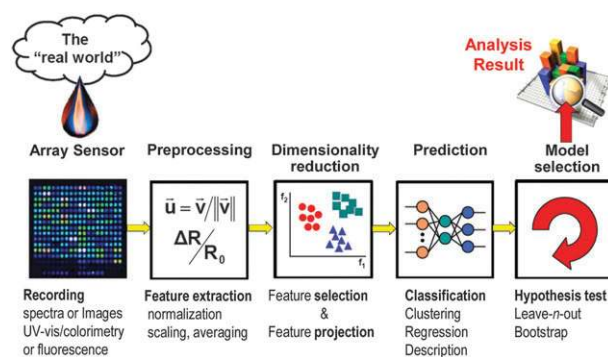 The
“real world”
Analysis
Result
Array Sensor
Preprocessing
Dimensionality
reduction
Prediction
Model
selection
u⃗ = v⃗/‖v⃗‖
ΔR/R₀
f₂
f₁
Recording
spectra or Images
UV-vis/colorimetry
or fluorescence
Feature extraction
normalization
scaling, averaging
Feature selection
&
Feature projection
Classification
Clustering
Regression
Description
Hypothesis test
Leave-n-out
Bootstrap